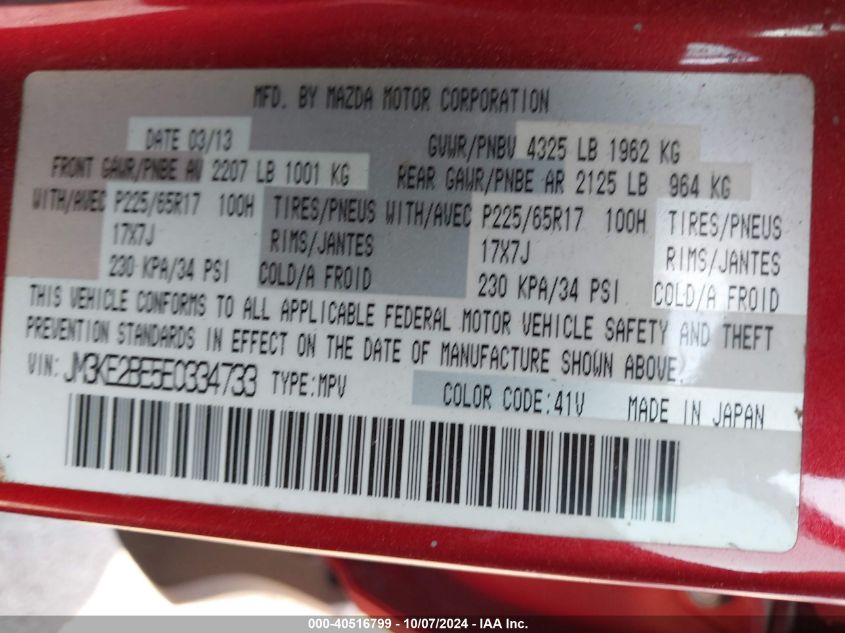 MFD. BY MAZDA MOTOR CORPORATION
DATE 03/13 GVWR/PNBV 4325 LB 1962 KG
FRONT GAWR/PNBE AV 2207 LB 1001 KG REAR GAWR/PNBE AR 2125 LB 964 KG
WITH/AVEC P225/65R17 100H TIRES/PNEUS WITH/AVEC P225/65R17 100H TIRES/PNEUS
17X7J RIMS/JANTES 17X7J RIMS/JANTES
230 KPA/34 PSI COLD/A FROID 230 KPA/34 PSI COLD/A FROID
THIS VEHICLE CONFORMS TO ALL APPLICABLE FEDERAL MOTOR VEHICLE SAFETY AND THEFT
PREVENTION STANDARDS IN EFFECT ON THE DATE OF MANUFACTURE SHOWN ABOVE.
VIN: JM3KE2BE5E0334733 TYPE:MPV COLOR CODE:41V MADE IN JAPAN
000-40516799 - 10/07/2024 - IAA Inc.